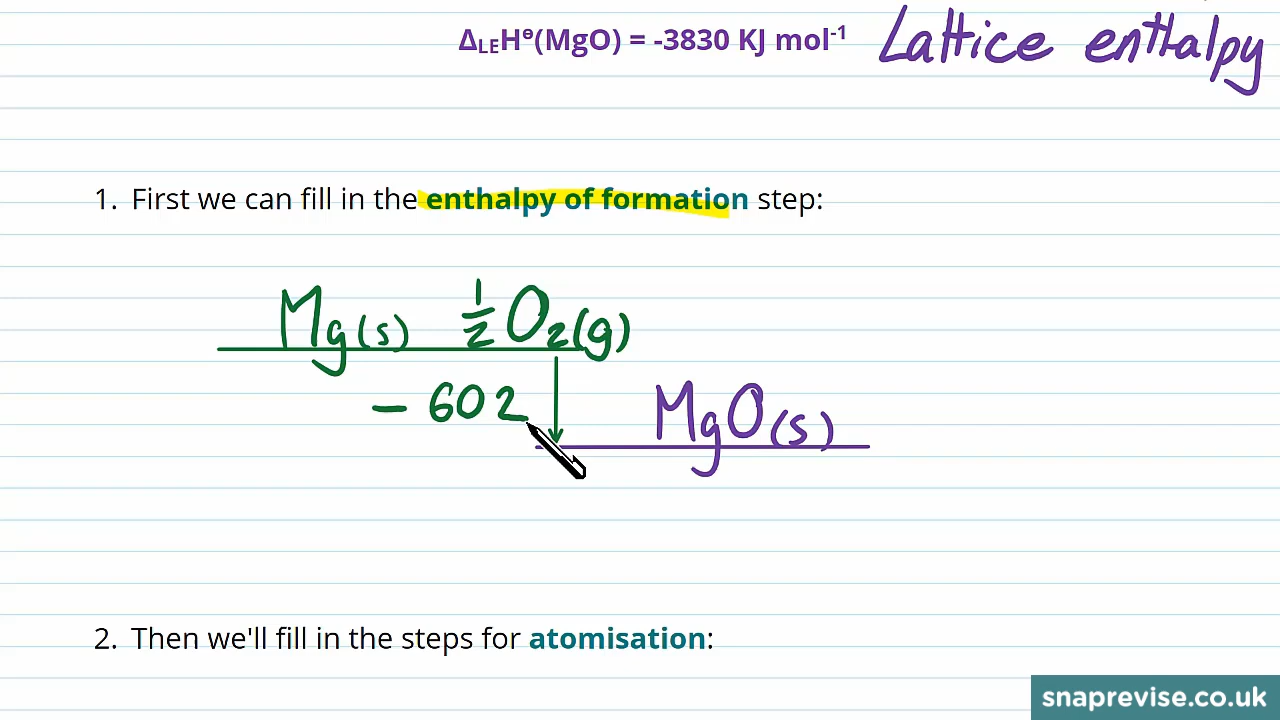 Δ_LE H°(MgO) = -3830 KJ mol⁻¹ Lattice enthalpy
1. First we can fill in the enthalpy of formation step:
Mg(s) ½O₂(g)
- 602
MgO(s)
2. Then we'll fill in the steps for atomisation:
snaprevise.co.uk